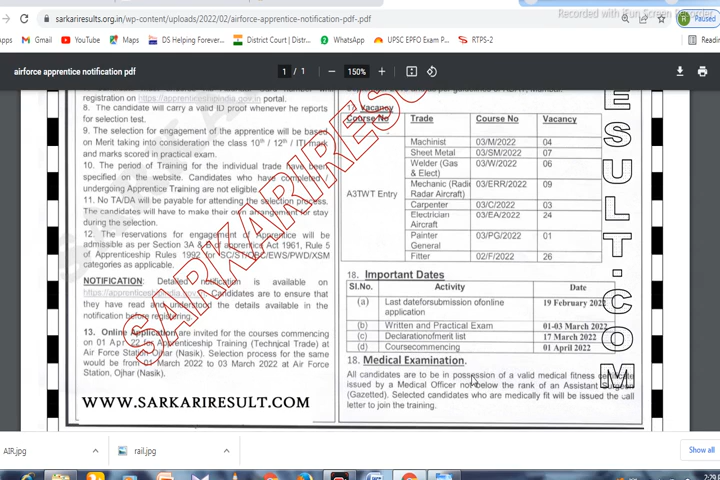 Recorded with iFun Screen Recorder
sarkariresults.org.in/wp-content/uploads/2022/02/airforce-apprentice-notification-pdf-.pdf
R Paused
Apps Gmail YouTube Maps DS Helping Forever... District Court | Distri... WhatsApp UPSC EPFO Exam P... RTPS-2 Readin
airforce apprentice notification pdf 1 / 1 150%
registration on https://apprenticeshipindia.gov.in portal.
8. The candidate will carry a valid ID proof whenever he reports
for selection test.
9. The selection for engagement of the apprentice will be based
on Merit taking into consideration the class 10th / 12th / ITI mark
and marks scored in practical exam.
10. The period of Training for the individual trade have been
specified on the website. Candidates who have completed /
undergoing Apprentice Training are not eligible.
11. No TA/DA will be payable for attending the selection process.
The candidates will have to make their own arrangement for stay
during the selection.
12. The reservations for engagement of Apprentice will be
admissible as per Section 3A & B of apprentice Act 1961, Rule 5
of Apprenticeship Rules 1992 for SC/ST/OBC/EWS/PWD/XSM
categories as applicable.
NOTIFICATION: Detailed notification is available on
https://apprenticeshipindia.gov.in Candidates are to ensure that
they have read and understood the details available in the
notification before registering.
13. Online Application are invited for the courses commencing
on 01 Apr 22 for Apprenticeship Training (Technical Trade) at
Air Force Station Ojhar (Nasik). Selection process for the same
would be from 01 March 2022 to 03 March 2022 at Air Force
Station, Ojhar (Nasik).
WWW.SARKARIRESULT.COM
17. Vacancy
Course No Trade Course No Vacancy
Machinist 03/M/2022 04
Sheet Metal 03/SM/2022 07
Welder (Gas & Elect) 03/W/2022 06
A3TWT Entry
Mechanic (Radio Radar Aircraft) 03/ERR/2022 09
Carpenter 03/C/2022 03
Electrician Aircraft 03/EA/2022 24
Painter General 03/PG/2022 01
Fitter 02/F/2022 26
18. Important Dates
Sl.No. Activity Date
(a) Last dateforsubmission ofonline application 19 February 2022
(b) Written and Practical Exam 01-03 March 2022
(c) Declarationofmerit list 17 March 2022
(d) Coursecommencing 01 April 2022
18. Medical Examination.
All candidates are to be in possession of a valid medical fitness certificate
issued by a Medical Officer not below the rank of an Assistant Surgeon
(Gazetted). Selected candidates who are medically fit will be issued the call
letter to join the training.
SARKARIRESU
ESULT.COM
AIR.jpg rail.jpg Show all
2:29 P